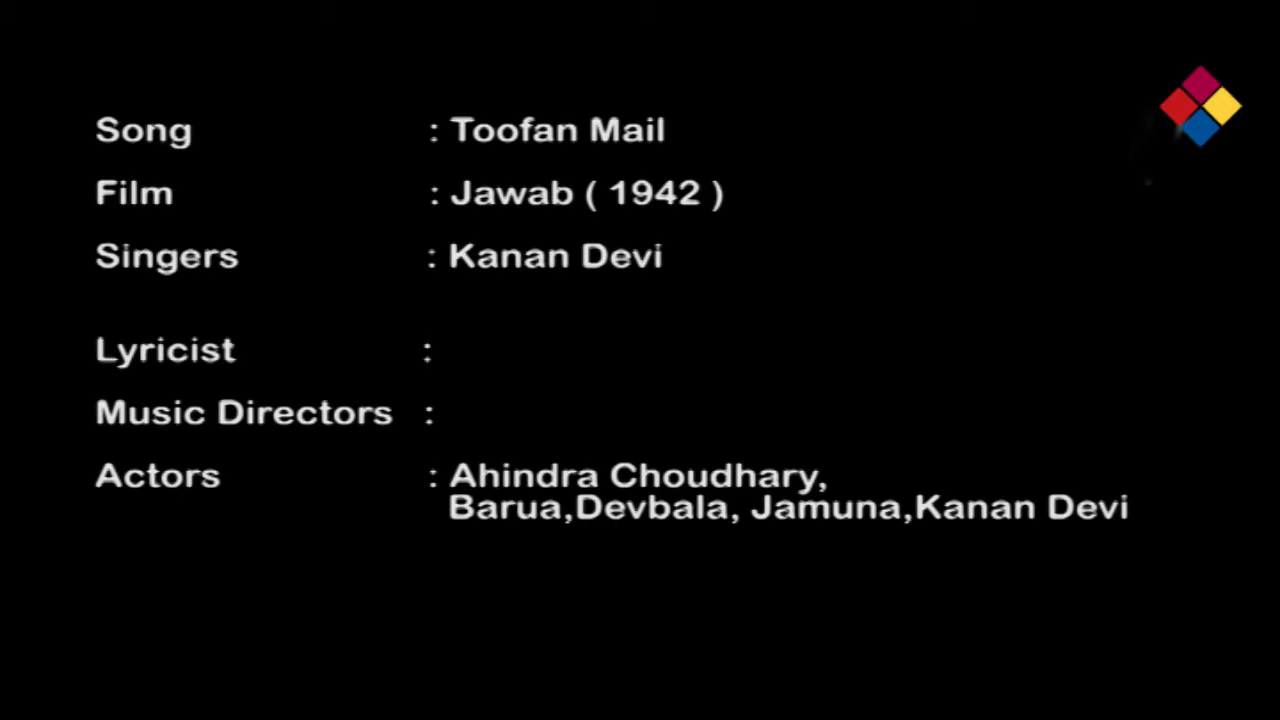 Song : Toofan Mail
Film : Jawab ( 1942 )
Singers : Kanan Devi
Lyricist :
Music Directors :
Actors : Ahindra Choudhary,
Barua,Devbala, Jamuna,Kanan Devi